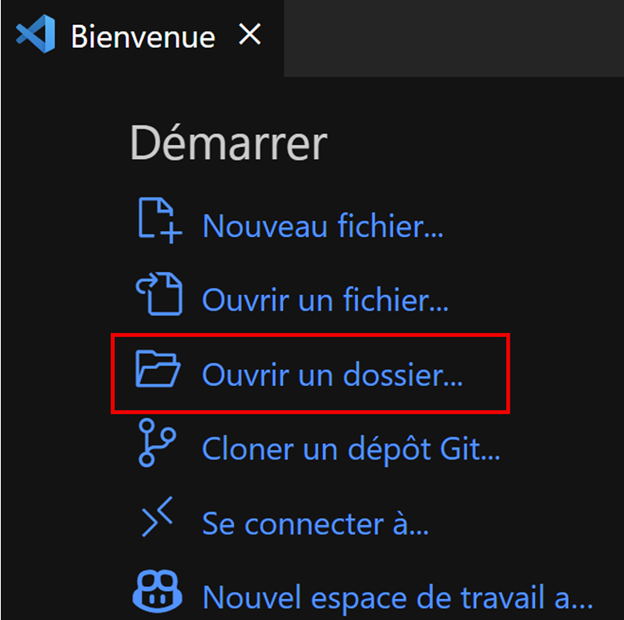 Bienvenue
Démarrer
Nouveau fichier...
Ouvrir un fichier...
Ouvrir un dossier...
Cloner un dépôt Git...
Se connecter à...
Nouvel espace de travail a...